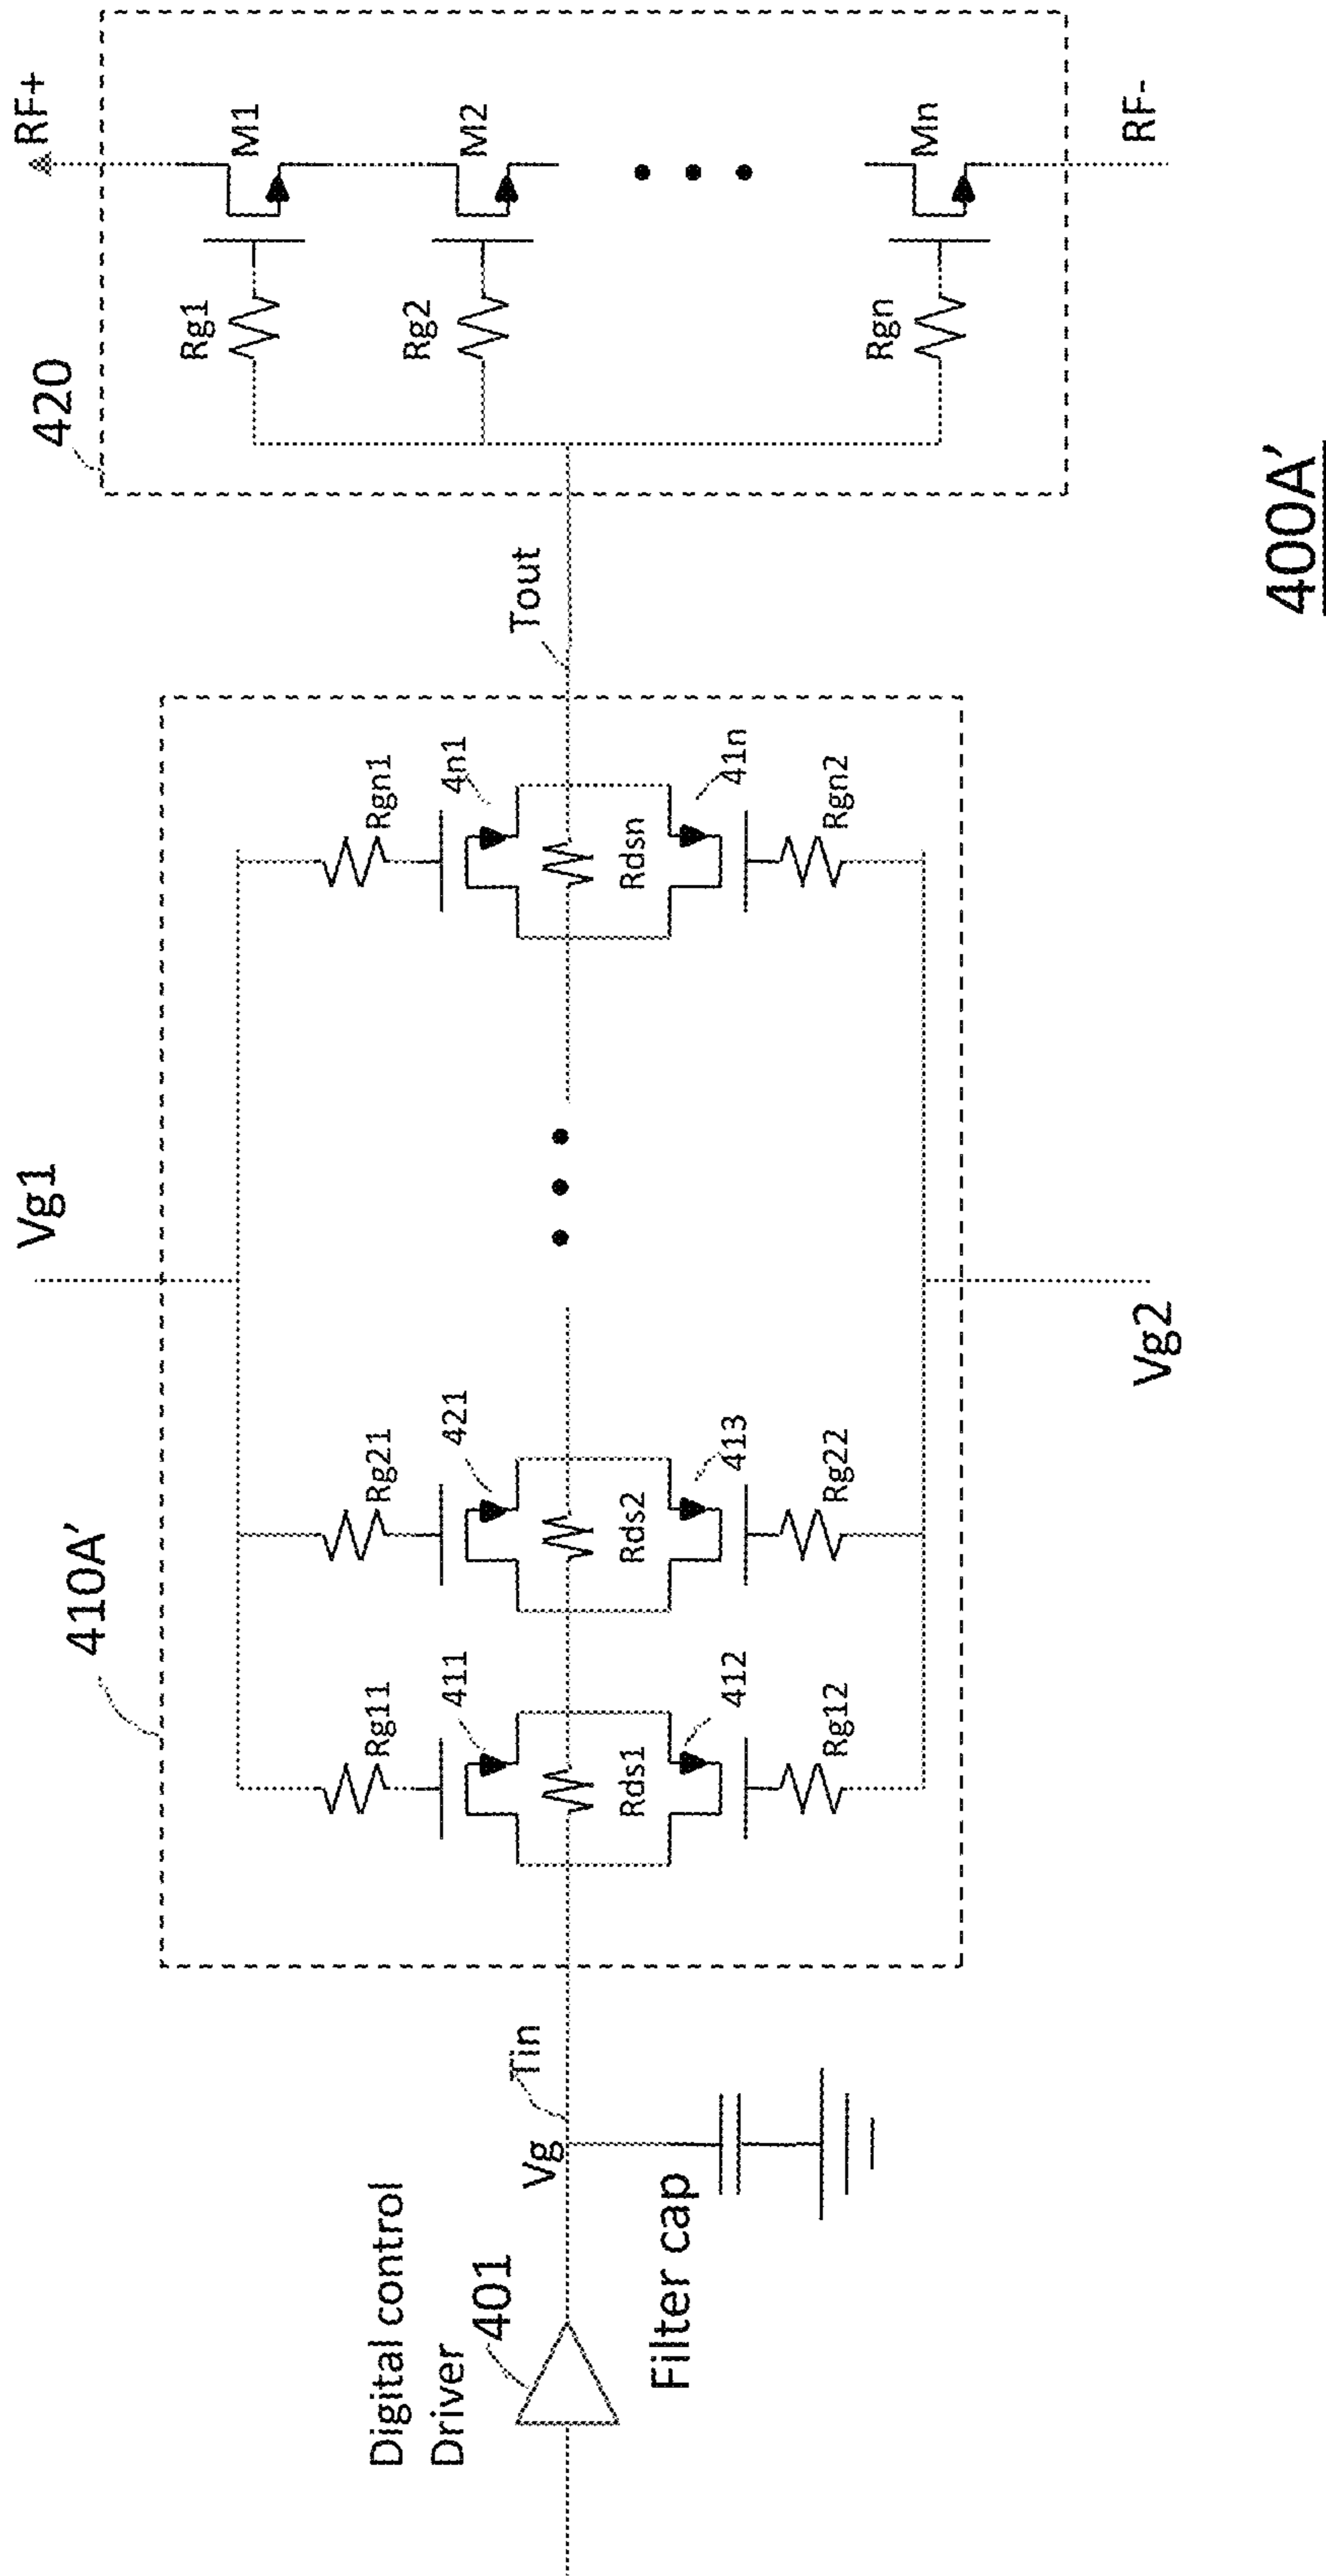 Digital control
Driver
401
Vg
Tin
Filter cap
410A'
Vg1
Rg11
411
Rds1
412
Rg12
Rg21
421
Rds2
413
Rg22
Rgn1
4n1
Rdsn
41n
Rgn2
Vg2
Tout
420
RF+
Rg1
M1
Rg2
M2
Rgn
Mn
RF-
400A'